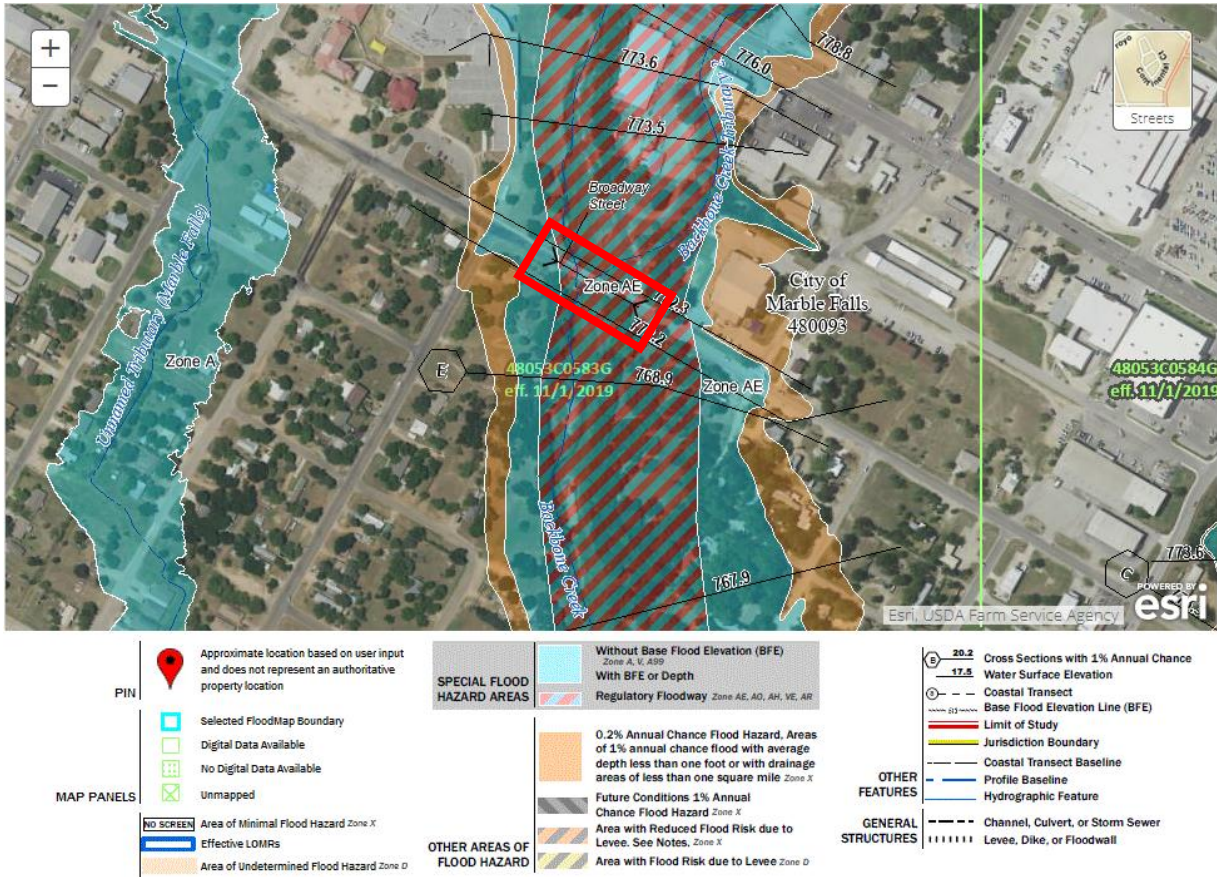 +
−
773.6
776.0
778.8
773.5
royo
Continental
Ct
Streets
Broadway
Street
Backbone Creek Tributary 2
Unnamed Tributary (Marble Falls)
Zone A
Zone AE
City of
Marble Falls
480093
E
48053C0583G
eff. 11/1/2019
768.9
Zone AE
48053C0584G
eff. 11/1/2019
Backbone Creek
767.9
C
773.6
POWERED BY
esri
Esri, USDA Farm Service Agency
PIN
Approximate location based on user input
and does not represent an authoritative
property location
MAP PANELS
Selected FloodMap Boundary
Digital Data Available
No Digital Data Available
Unmapped
NO SCREEN Area of Minimal Flood Hazard Zone X
Effective LOMRs
Area of Undetermined Flood Hazard Zone D
SPECIAL FLOOD
HAZARD AREAS
Without Base Flood Elevation (BFE)
Zone A, V, A99
With BFE or Depth
Regulatory Floodway Zone AE, AO, AH, VE, AR
OTHER AREAS OF
FLOOD HAZARD
0.2% Annual Chance Flood Hazard, Areas
of 1% annual chance flood with average
depth less than one foot or with drainage
areas of less than one square mile Zone X
Future Conditions 1% Annual
Chance Flood Hazard Zone X
Area with Reduced Flood Risk due to
Levee. See Notes. Zone X
Area with Flood Risk due to Levee Zone D
OTHER
FEATURES
B 20.2 Cross Sections with 1% Annual Chance
17.5 Water Surface Elevation
8 Coastal Transect
513 Base Flood Elevation Line (BFE)
Limit of Study
Jurisdiction Boundary
Coastal Transect Baseline
Profile Baseline
Hydrographic Feature
GENERAL
STRUCTURES
Channel, Culvert, or Storm Sewer
Levee, Dike, or Floodwall